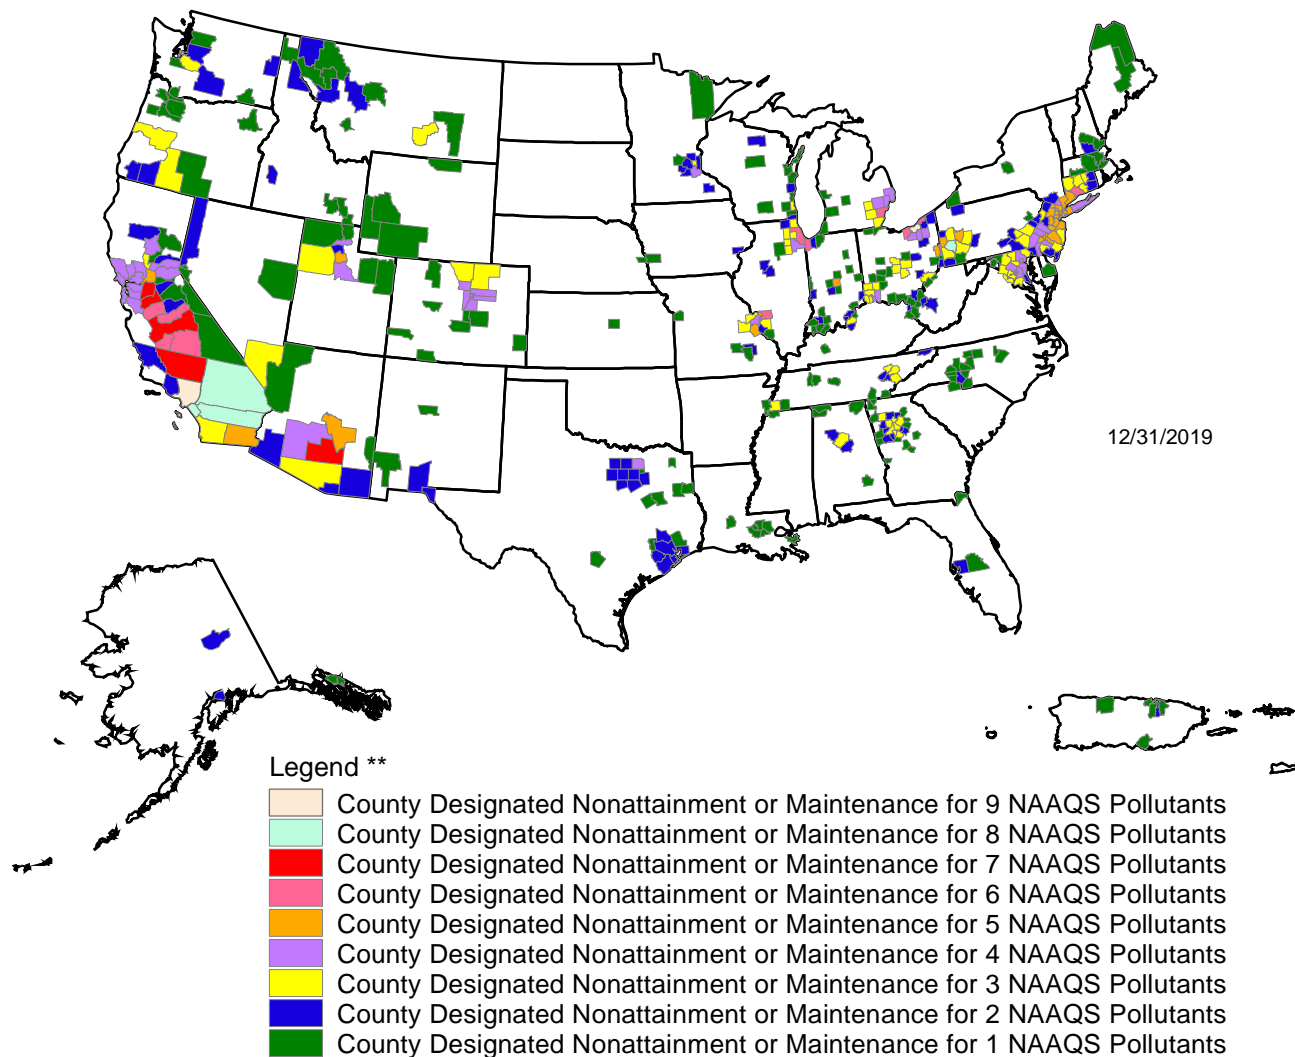 12/31/2019
Legend **
County Designated Nonattainment or Maintenance for 9 NAAQS Pollutants
County Designated Nonattainment or Maintenance for 8 NAAQS Pollutants
County Designated Nonattainment or Maintenance for 7 NAAQS Pollutants
County Designated Nonattainment or Maintenance for 6 NAAQS Pollutants
County Designated Nonattainment or Maintenance for 5 NAAQS Pollutants
County Designated Nonattainment or Maintenance for 4 NAAQS Pollutants
County Designated Nonattainment or Maintenance for 3 NAAQS Pollutants
County Designated Nonattainment or Maintenance for 2 NAAQS Pollutants
County Designated Nonattainment or Maintenance for 1 NAAQS Pollutants